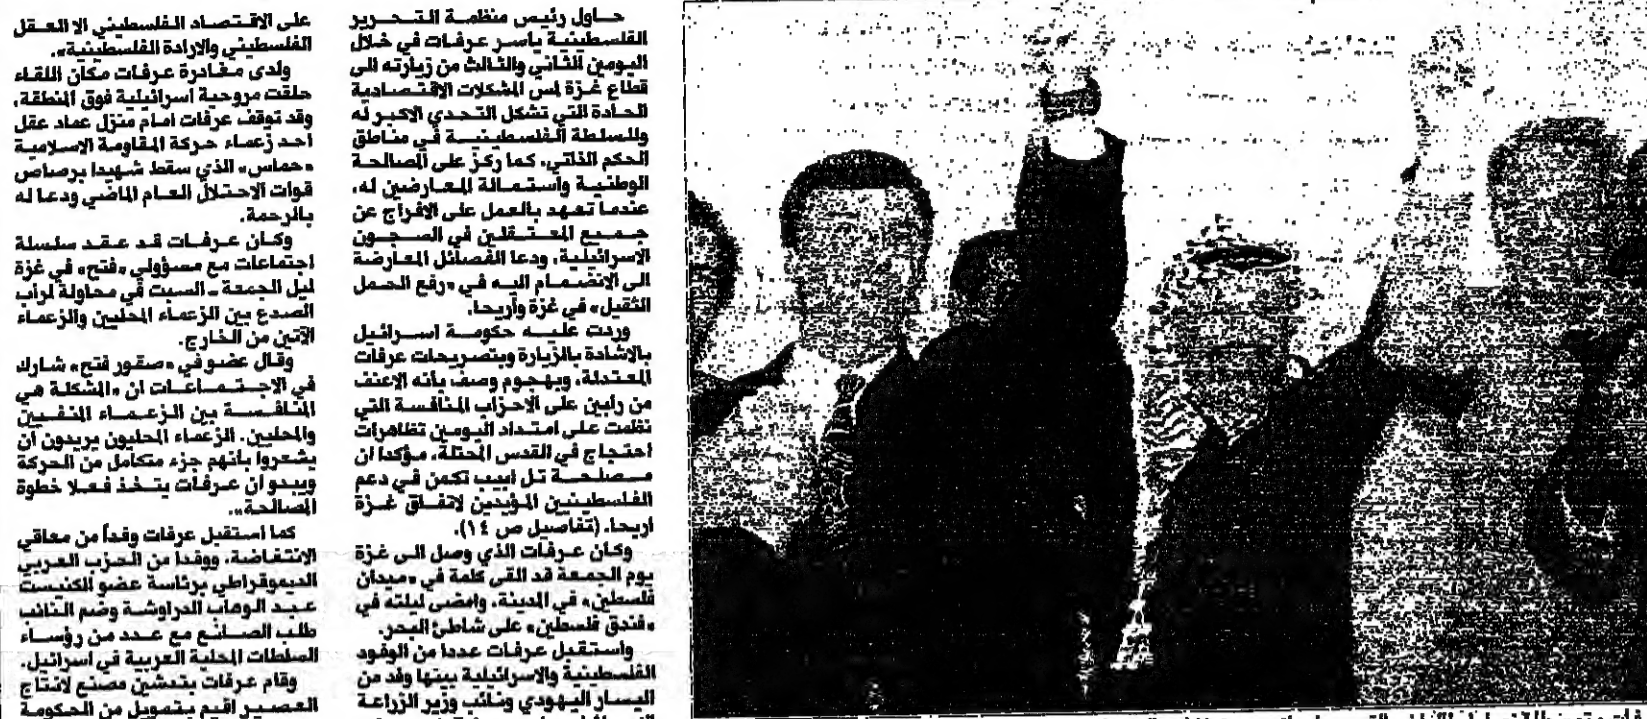 حاول رئيس منظمة التحرير
الفلسطينية ياسر عرفات في خلال
اليومين الثاني والثالث من زيارته الى
قطاع غزة لمس المشكلات الاقتصادية
الحادة التي تشكل التحدي الاكبر له
وللسلطة الفلسطينية في مناطق
الحكم الذاتي، كما ركز على المصالحة
الوطنية واستمالة المعارضين له،
عندما تعهد بالعمل على الافراج عن
جميع المعتقلين في السجون
الاسرائيلية، ودعا الفصائل المعارضة
الى الانضمام اليه في «رفع الحمل
الثقيل» في غزة وأريحا.
وردت عليه حكومة اسرائيل
بالاشادة بالزيارة وبتصريحات عرفات
المعتدلة، وبهجوم وصف بأنه الاعنف
من رابين على الاحزاب المنافسة التي
نظمت على امتداد اليومين تظاهرات
احتجاج في القدس المحتلة، مؤكدا ان
مصلحة تل ابيب تكمن في دعم
الفلسطينيين المؤيدين لاتفاق غزة
اريحا. (تفاصيل ص ١٤).
وكان عرفات الذي وصل الى غزة
يوم الجمعة قد القى كلمة في «ميدان
فلسطين» في المدينة، وامضى ليلته في
«فندق فلسطين» على شاطئ البحر.
وأستقبل عرفات عددا من الوفود
الفلسطينية والاسرائيلية بينها وفد من
اليسار اليهودي ونائب وزير الزراعة
على الاقتصاد الفلسطيني الا العقل
الفلسطيني والارادة الفلسطينية».
ولدى مغادرة عرفات مكان اللقاء
حلقت مروحية اسرائيلية فوق المنطقة،
وقد توقف عرفات امام منزل عماد عقل
احد زعماء حركة المقاومة الاسلامية
«حماس» الذي سقط شهيدا برصاص
قوات الاحتلال العام الماضي ودعا له
بالرحمة.
وكان عرفات قد عقد سلسلة
اجتماعات مع مسؤولي «فتح» في غزة
ليل الجمعة - السبت في محاولة لرأب
الصدع بين الزعماء المحليين والزعماء
الآتين من الخارج.
وقال عضو في «صقور فتح» شارك
في الاجتماعات ان «المشكلة هي
المنافسة بين الزعماء المنفيين
والمحليين. الزعماء المحليون يريدون ان
يشعروا بأنهم جزء متكامل من الحركة
ويبدو ان عرفات يتخذ فعلا خطوة
المصالحة».
كما استقبل عرفات وفداً من معاقي
الانتفاضة، ووفدا من الحزب العربي
الديموقراطي برئاسة عضو الكنيست
عبد الوهاب الدراوشة وضم النائب
طلب الصانع مع عدد من رؤساء
السلطات المحلية العربية في اسرائيل.
وقام عرفات بتدشين مصنع لانتاج
العصير اقيم بتمويل من الحكومة